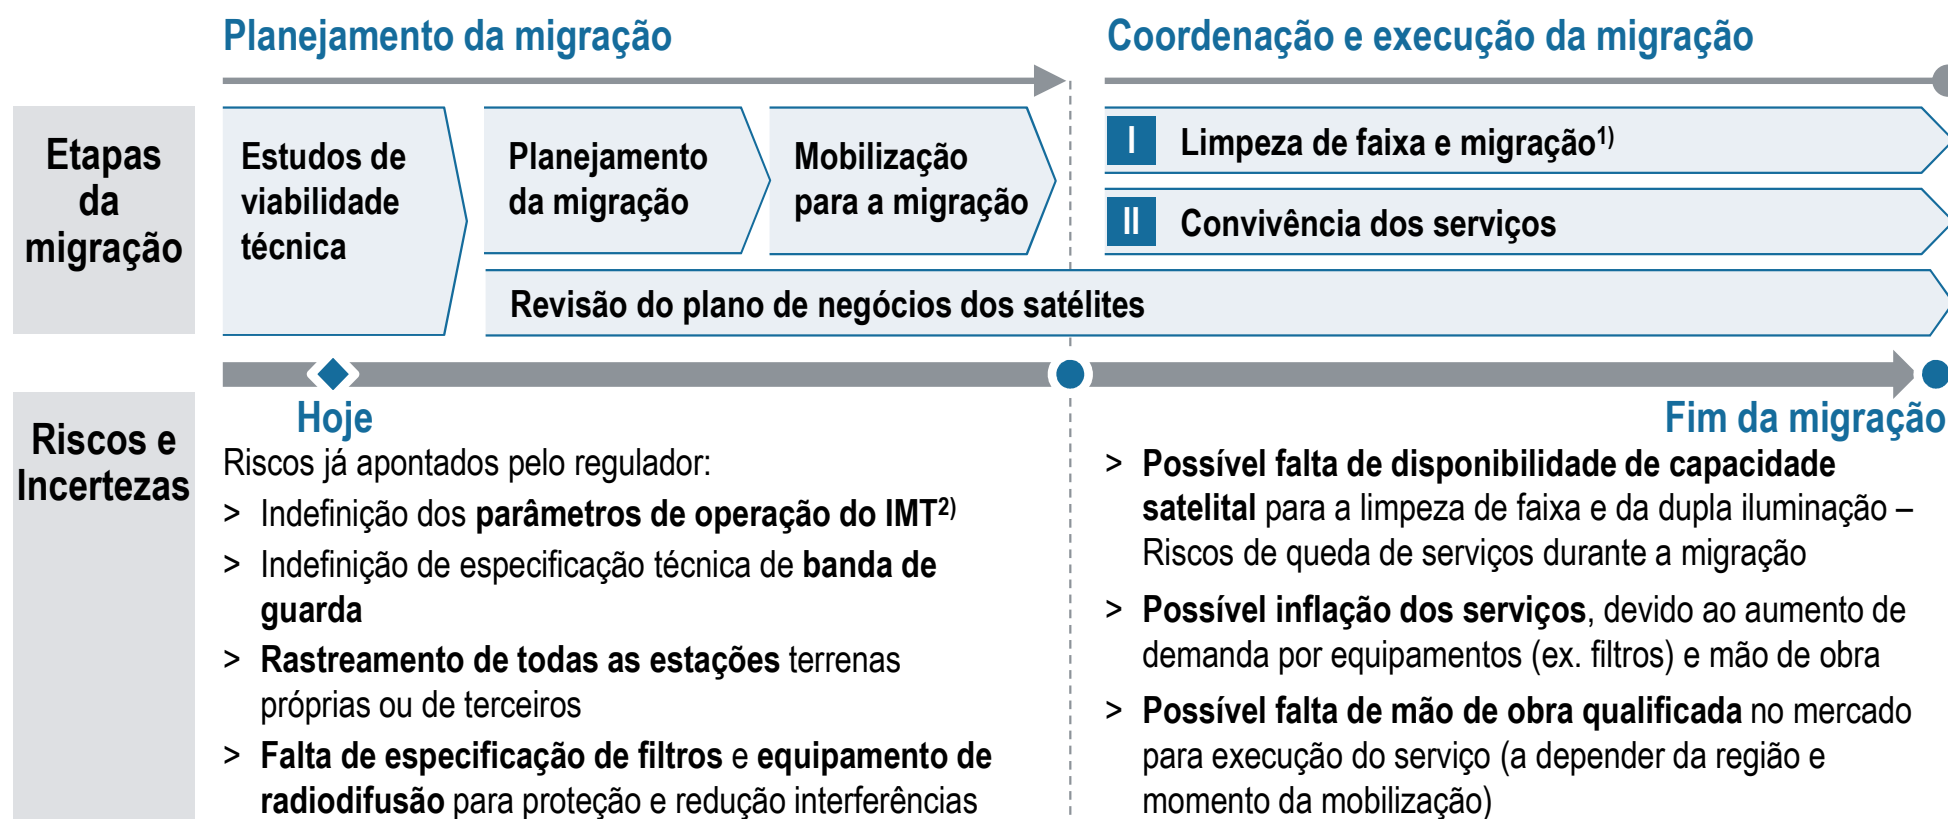 Planejamento da migração
Coordenação e execução da migração
Etapas
da
migração
Estudos de
viabilidade
técnica
Planejamento
da migração
Mobilização
para a migração
I Limpeza de faixa e migração1)
II Convivência dos serviços
Revisão do plano de negócios dos satélites
Hoje
Fim da migração
Riscos e
Incertezas
Riscos já apontados pelo regulador:
> Indefinição dos parâmetros de operação do IMT2)
> Indefinição de especificação técnica de banda de
guarda
> Rastreamento de todas as estações terrenas
próprias ou de terceiros
> Falta de especificação de filtros e equipamento de
radiodifusão para proteção e redução interferências
> Possível falta de disponibilidade de capacidade
satelital para a limpeza de faixa e da dupla iluminação –
Riscos de queda de serviços durante a migração
> Possível inflação dos serviços, devido ao aumento de
demanda por equipamentos (ex. filtros) e mão de obra
> Possível falta de mão de obra qualificada no mercado
para execução do serviço (a depender da região e
momento da mobilização)